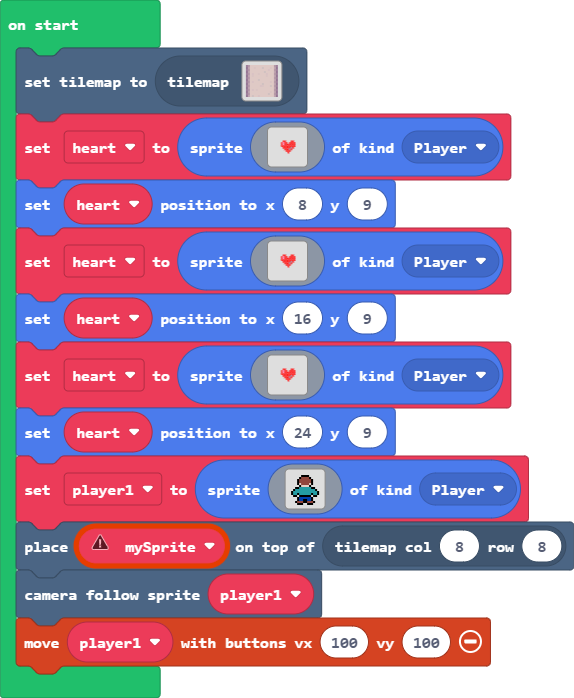 on start
set tilemap to tilemap
set heart to sprite of kind Player
set heart position to x 8 y 9
set heart to sprite of kind Player
set heart position to x 16 y 9
set heart to sprite of kind Player
set heart position to x 24 y 9
set player1 to sprite of kind Player
place mySprite on top of tilemap col 8 row 8
camera follow sprite player1
move player1 with buttons vx 100 vy 100